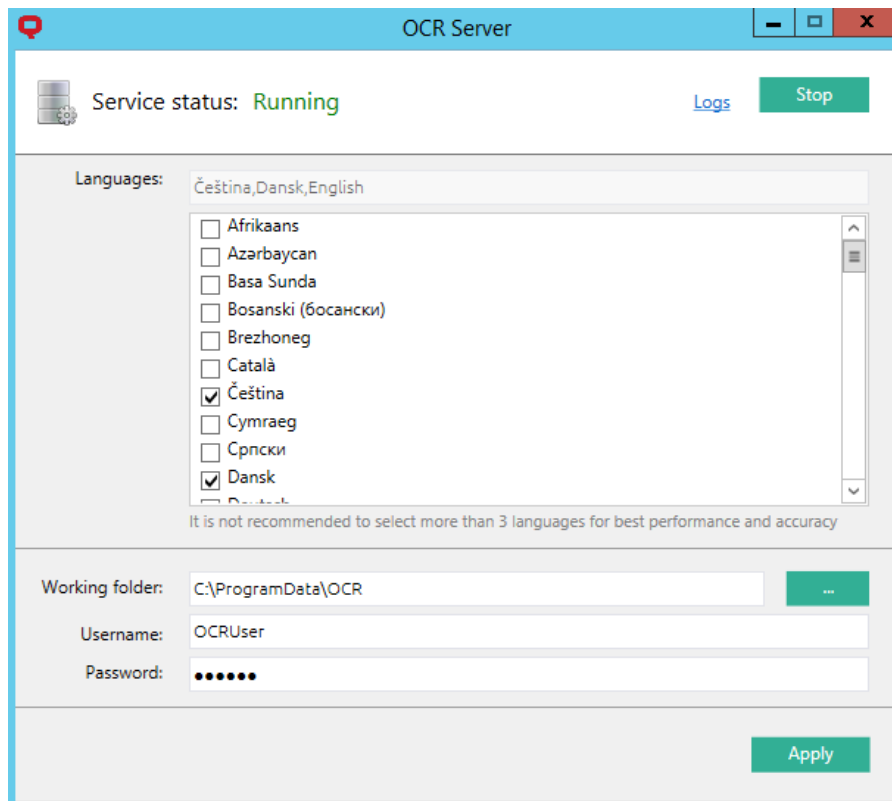 OCR Server
Service status: Running
Logs
Stop
Languages:
Čeština,Dansk,English
Afrikaans
Azərbaycan
Basa Sunda
Bosanski (босански)
Brezhoneg
Català
Čeština
Cymraeg
Српски
Dansk
Deutsch
It is not recommended to select more than 3 languages for best performance and accuracy
Working folder:
C:\ProgramData\OCR
...
Username:
OCRUser
Password:
●●●●●●
Apply